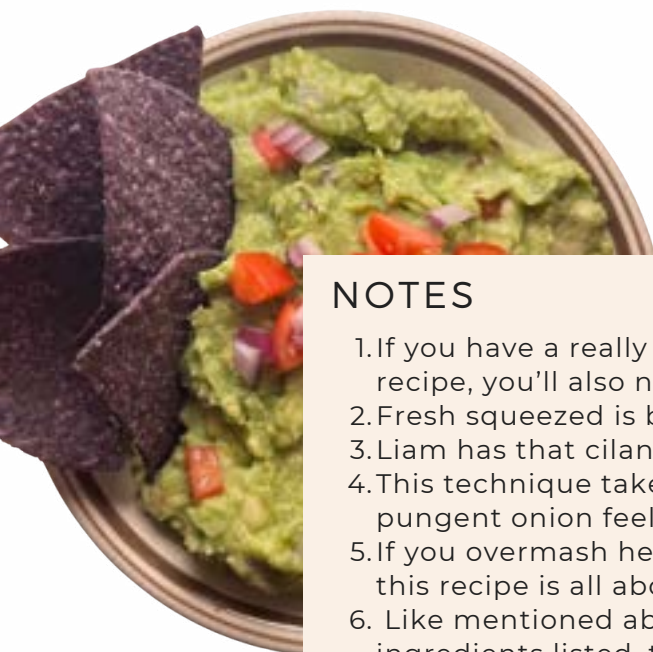 NOTES
1. If you have a really
recipe, you'll also n
2. Fresh squeezed is b
3. Liam has that cilan
4. This technique take
pungent onion feel
5. If you overmash he
this recipe is all abo
6. Like mentioned ab
ingredients listed, t